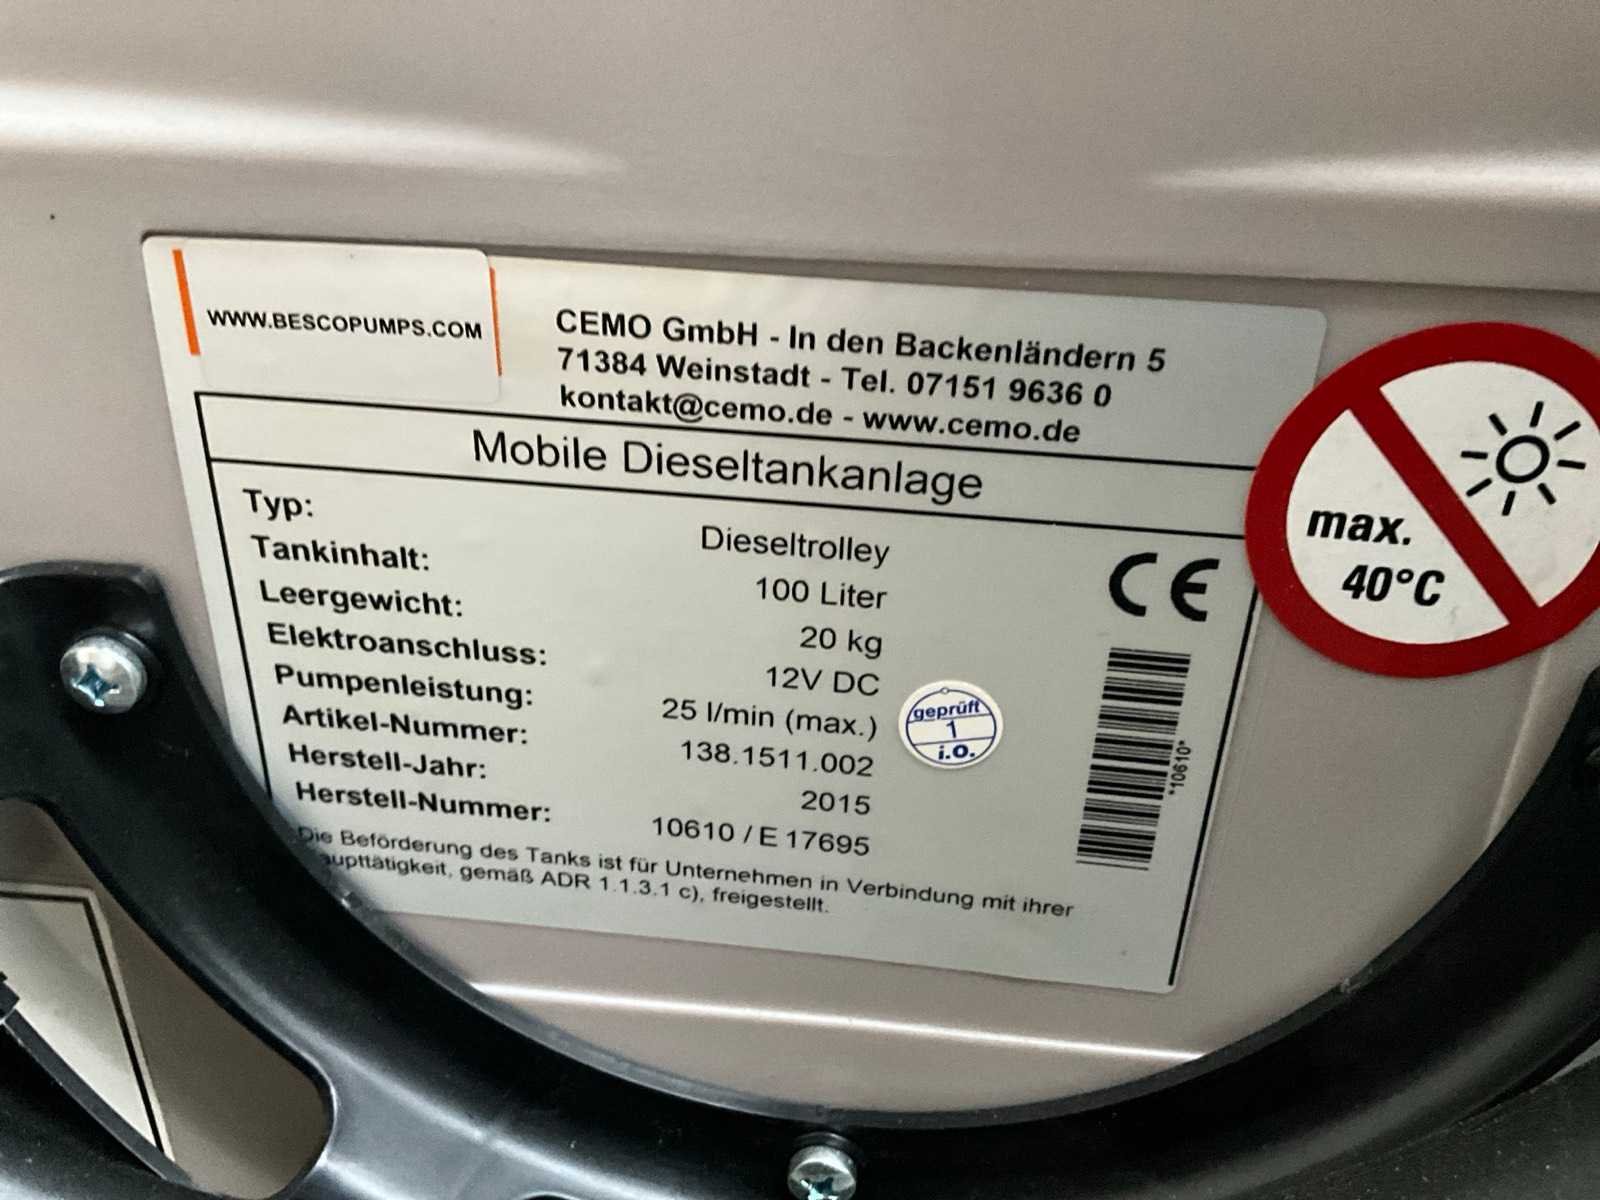 WWW.BESCOPUMPS.COM
CEMO GmbH - In den Backenländern 5
71384 Weinstadt - Tel. 07151 9636 0
kontakt@cemo.de - www.cemo.de
Mobile Dieseltankanlage
Typ: Dieseltrolley
Tankinhalt: 100 Liter
Leergewicht: 20 kg
Elektroanschluss: 12V DC
Pumpenleistung: 25 l/min (max.)
Artikel-Nummer: 138.1511.002
Herstell-Jahr: 2015
Herstell-Nummer: 10610 / E 17695
Die Beförderung des Tanks ist für Unternehmen in Verbindung mit ihrer
aupttätigkeit, gemäß ADR 1.1.3.1 c), freigestellt.
CE
geprüft
1
i.O.
*10610*
max.
40°C